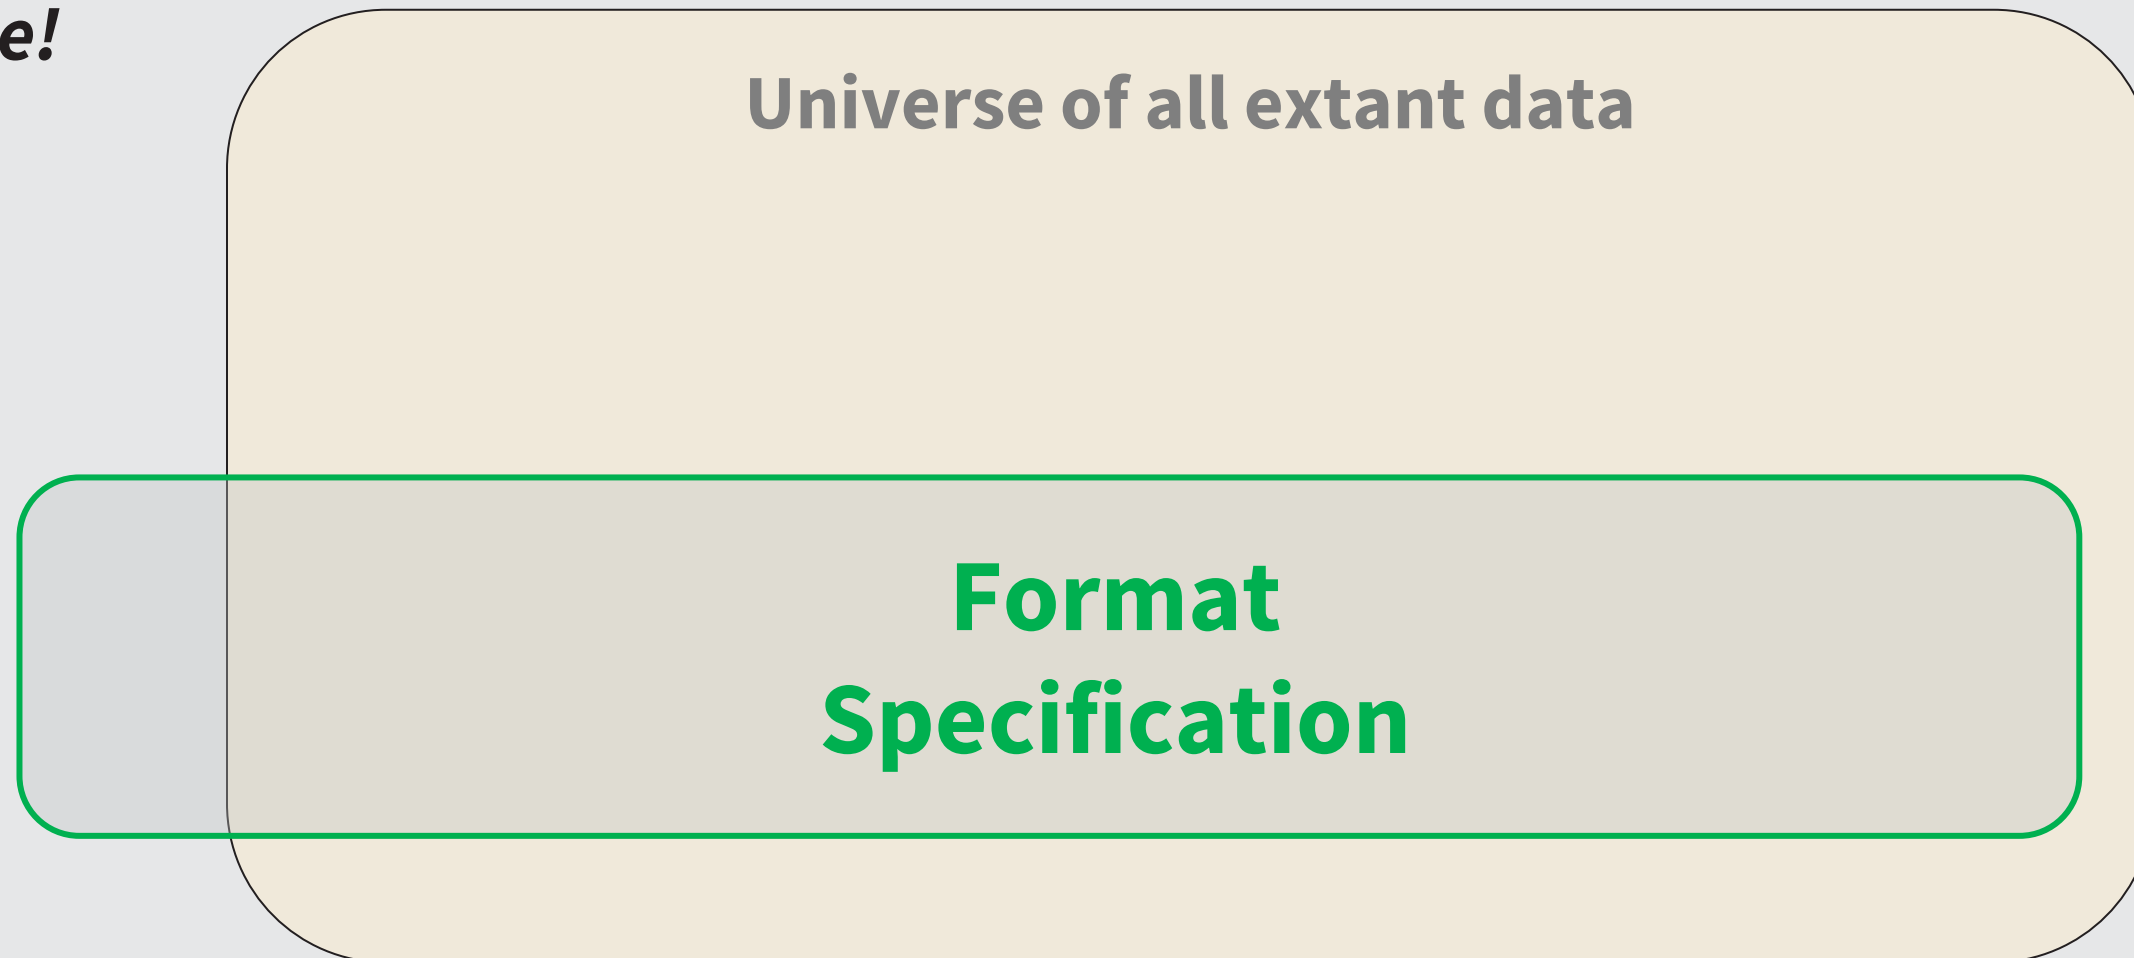 e!
Universe of all extant data
Format
Specification